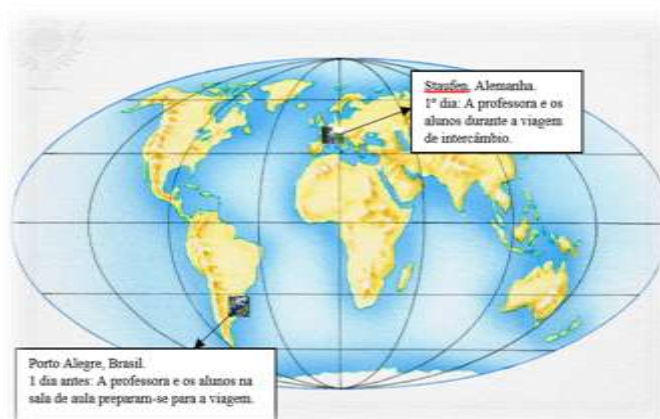 Staufen, Alemanha.
1º dia: A professora e os
alunos durante a viagem
de intercâmbio.
Porto Alegre, Brasil.
1 dia antes: A professora e os alunos na
sala de aula preparam-se para a viagem.